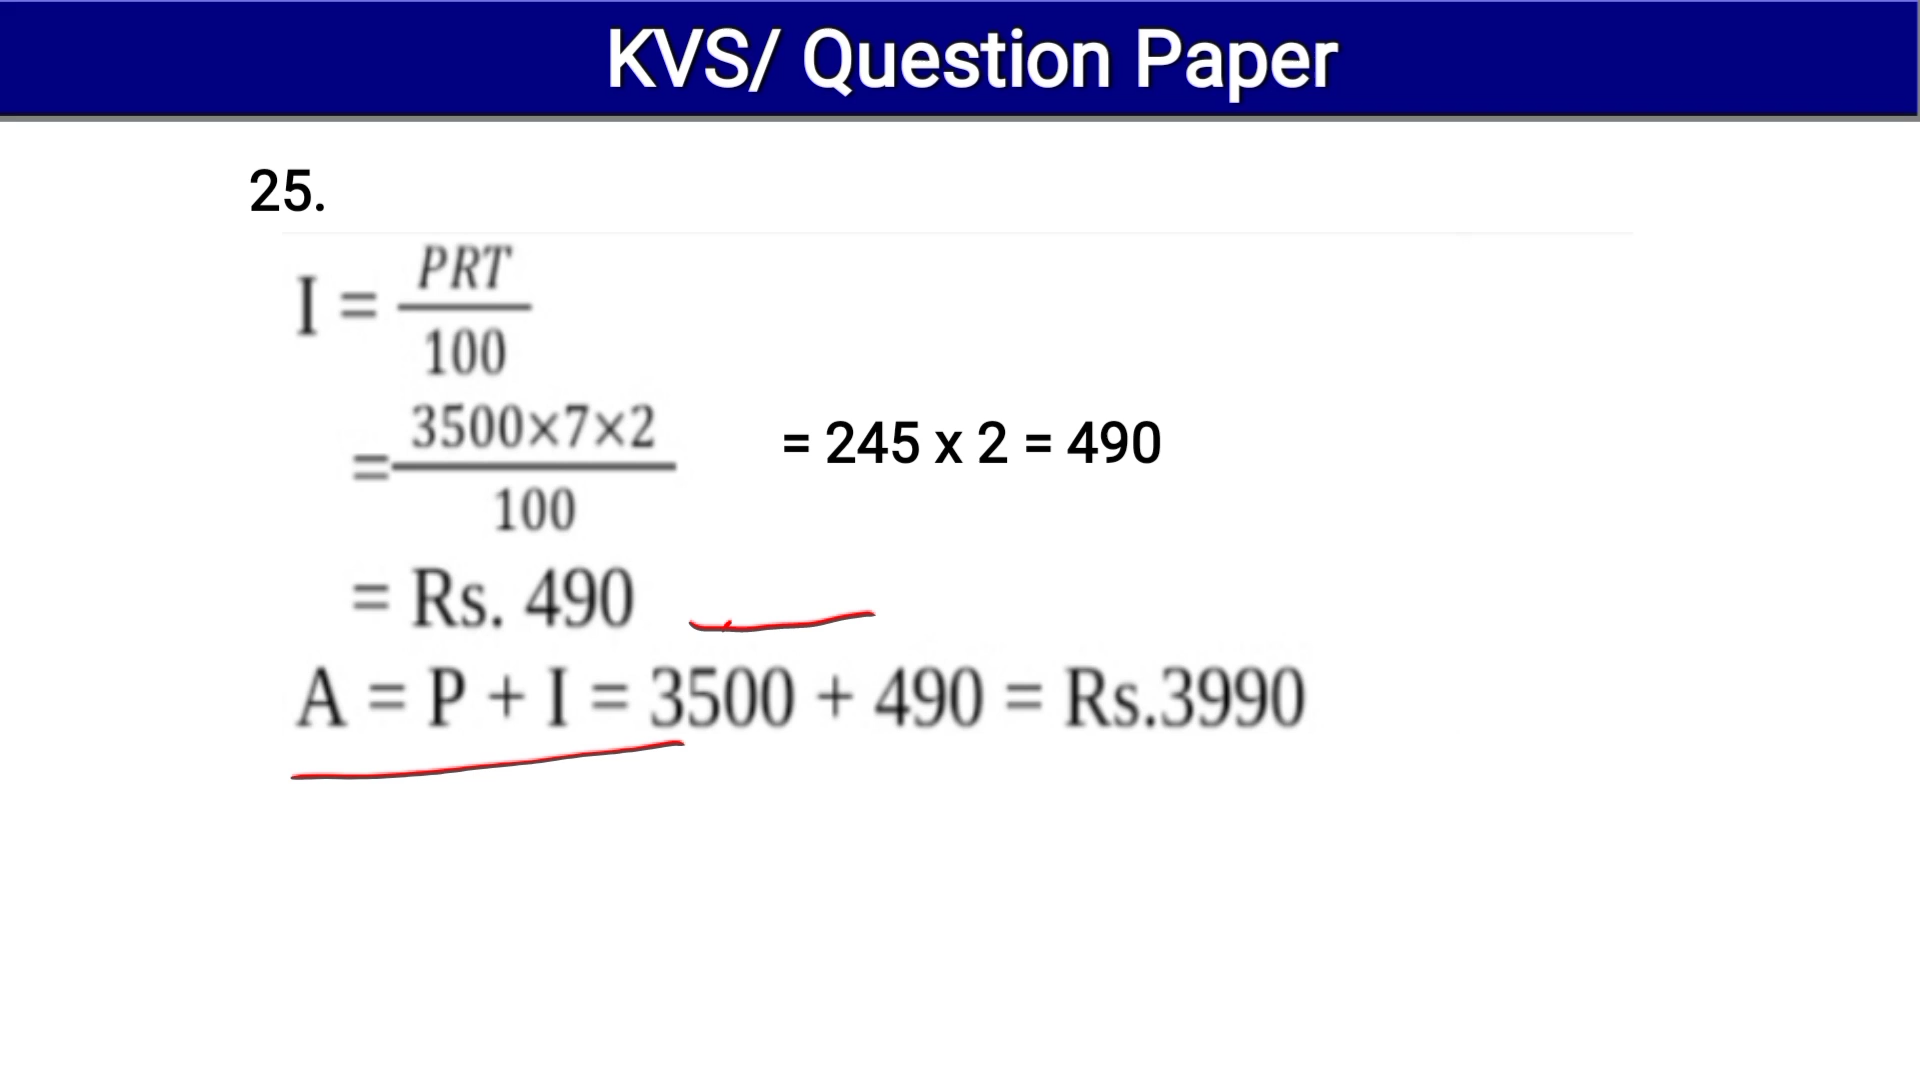 KVS/ Question Paper
25.
I = PRT/100
= 3500×7×2/100 = 245 x 2 = 490
= Rs. 490
A = P + I = 3500 + 490 = Rs.3990